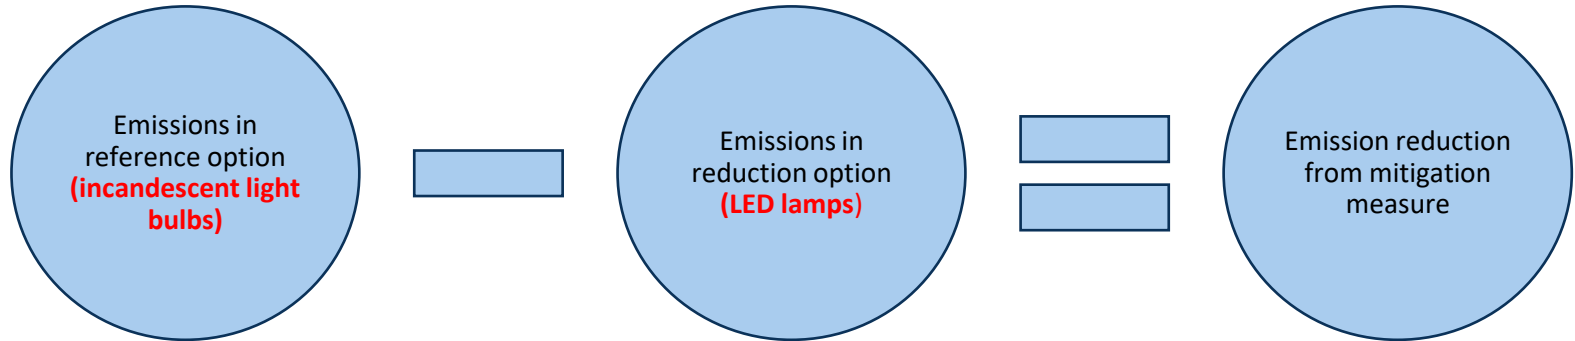 Emissions in
reference option
(incandescent light
bulbs)
Emissions in
reduction option
(LED lamps)
Emission reduction
from mitigation
measure